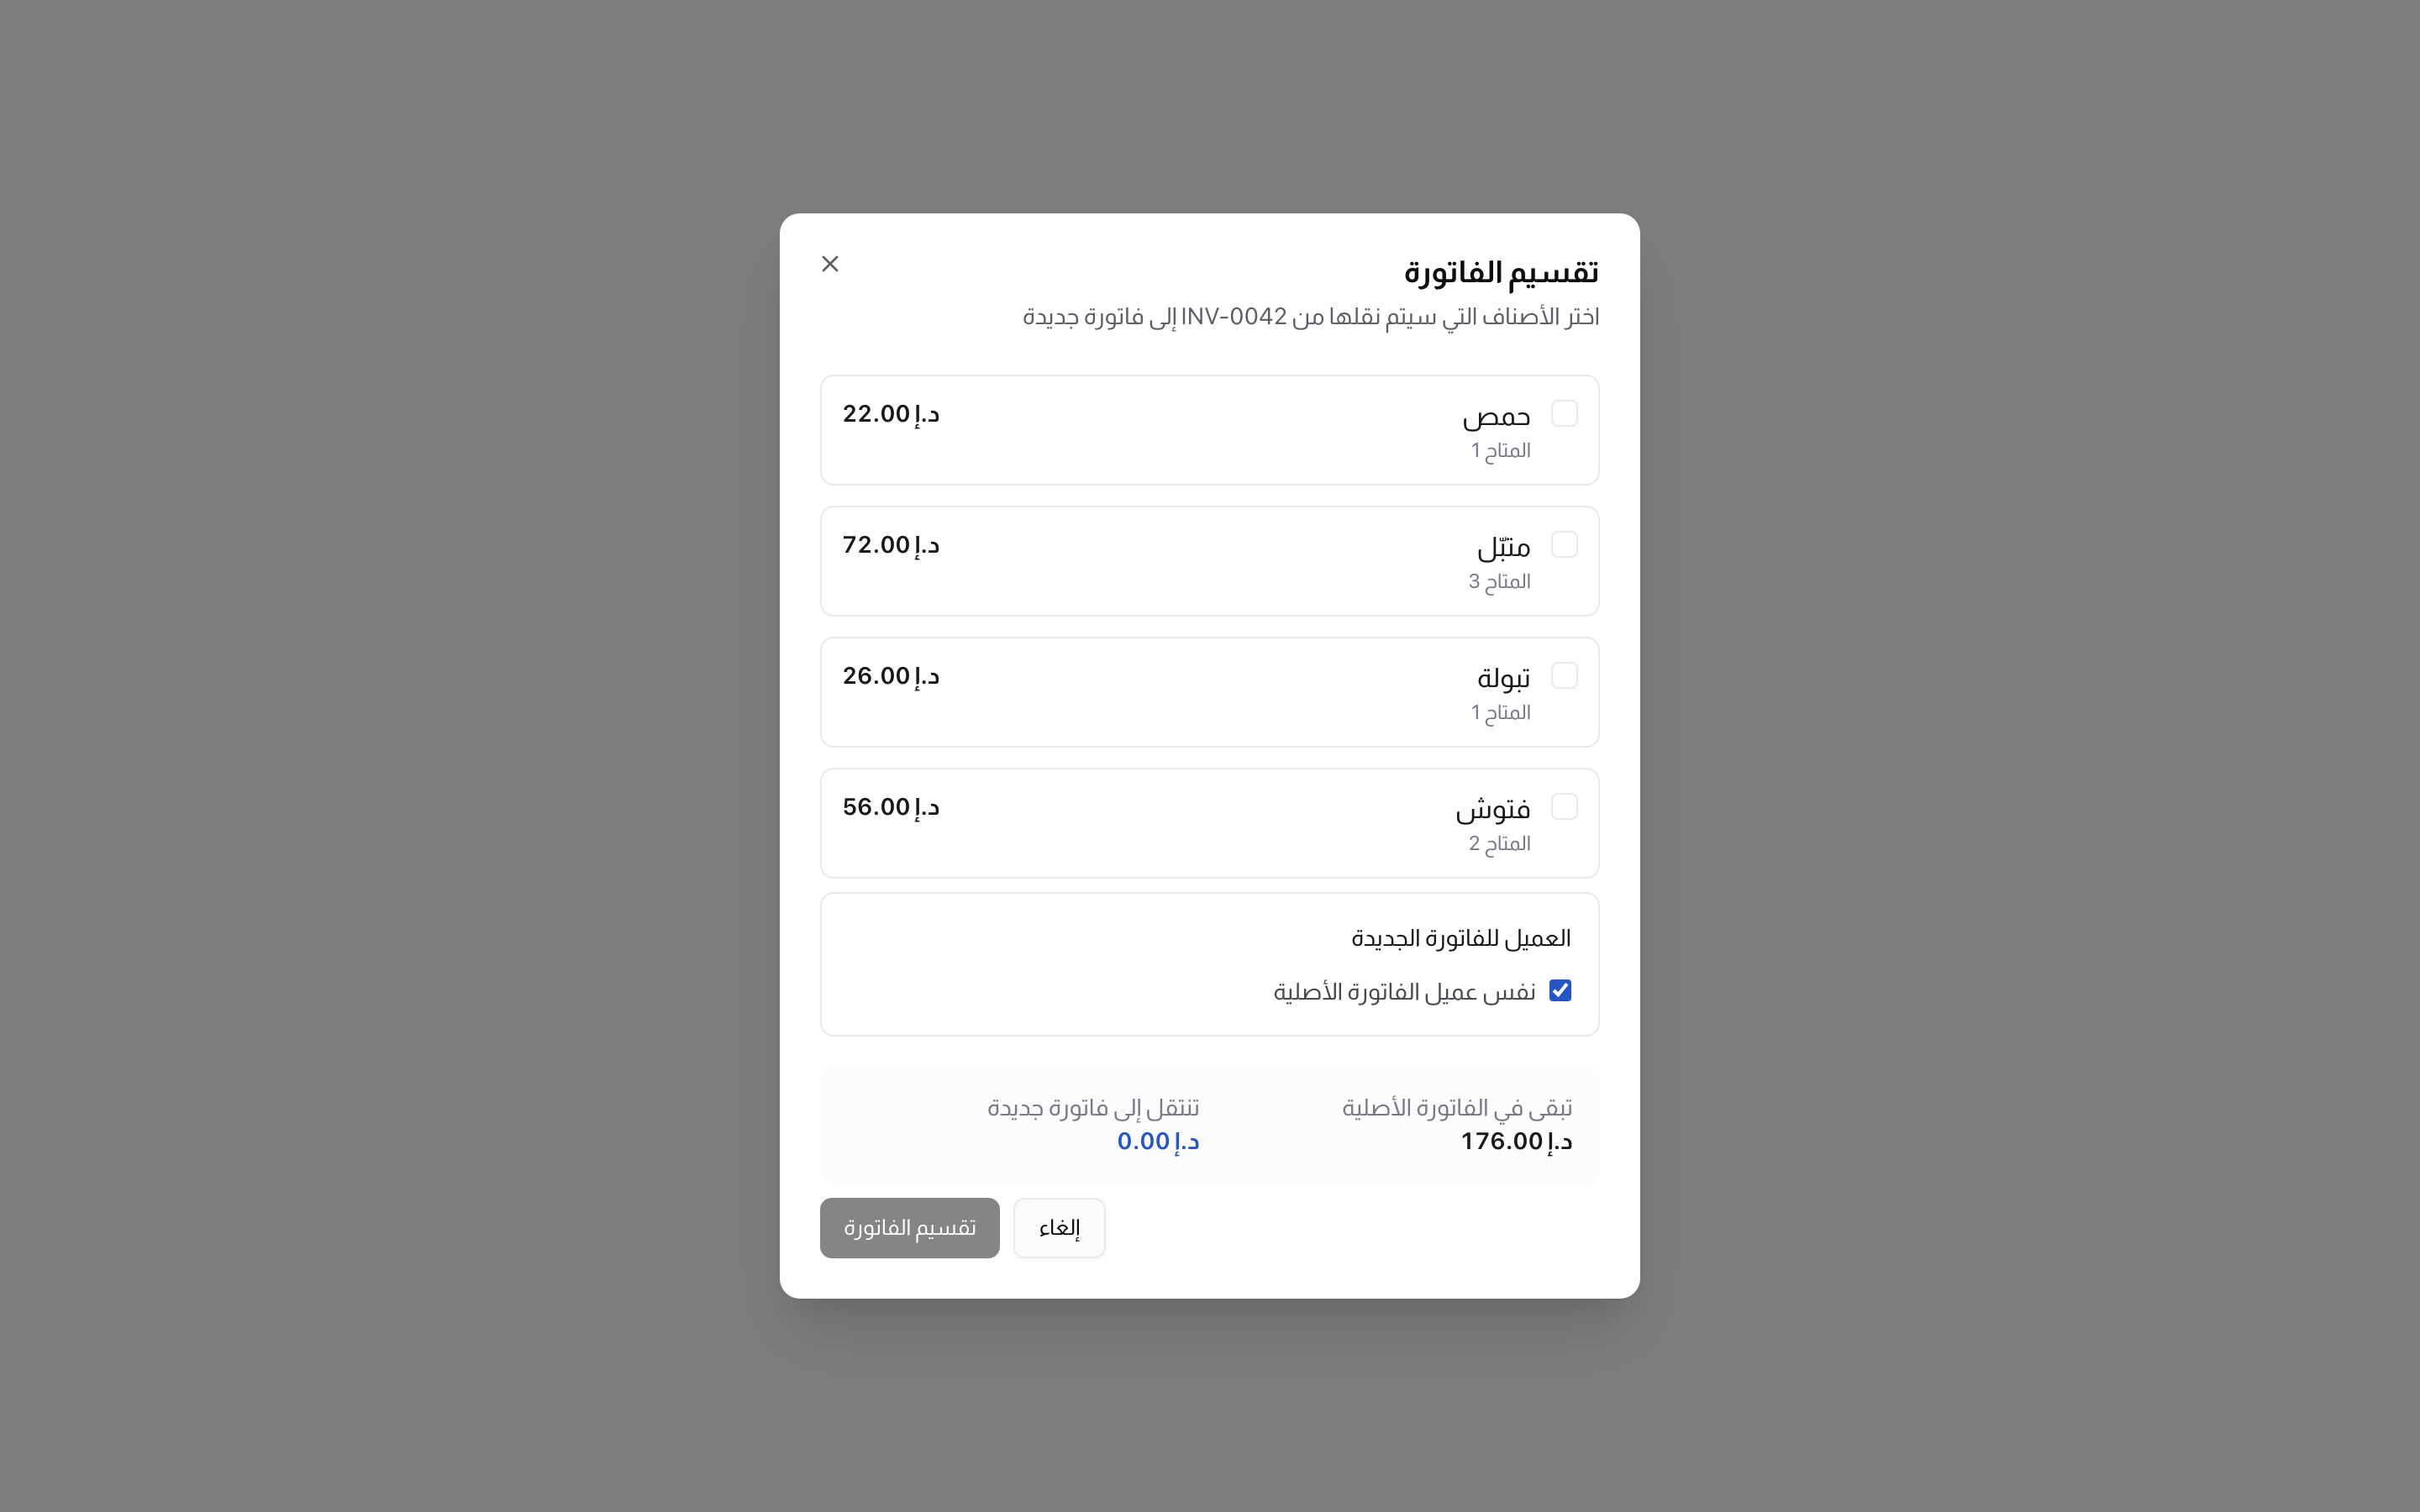 تقسيم الفاتورة
اختر الأصناف التي سيتم نقلها من INV-0042 إلى فاتورة جديدة
حمص
د.إ 22.00
المتاح 1
متبّل
د.إ 72.00
المتاح 3
تبولة
د.إ 26.00
المتاح 1
فتوش
د.إ 56.00
المتاح 2
العميل للفاتورة الجديدة
نفس عميل الفاتورة الأصلية
تبقى في الفاتورة الأصلية
د.إ 176.00
تنتقل إلى فاتورة جديدة
د.إ 0.00
إلغاء
تقسيم الفاتورة